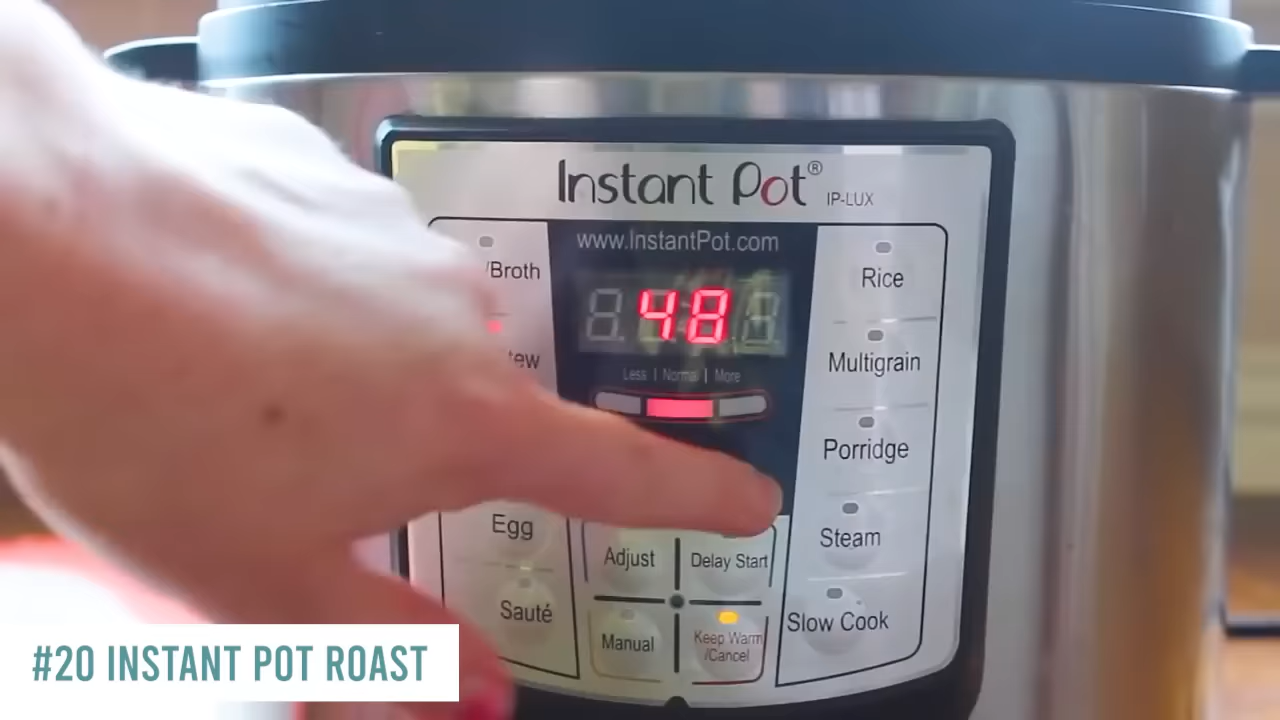 Instant Pot® IP-LUX
www.InstantPot.com
/Broth
Rice
48
tew
Less | Normal | More
Multigrain
Porridge
Egg
Steam
Adjust
Delay Start
Sauté
Slow Cook
Manual
Keep Warm
/Cancel
#20 INSTANT POT ROAST